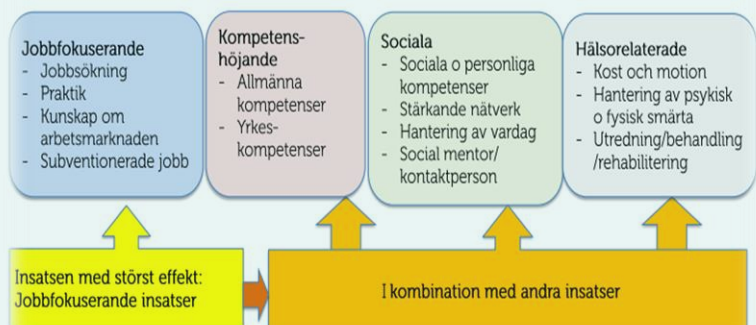 Jobbfokuserande
- Jobbsökning
- Praktik
- Kunskap om
arbetsmarknaden
- Subventionerade jobb
Kompetens-
höjande
- Allmänna
kompetenser
- Yrkes-
kompetenser
Sociala
- Sociala o personliga
kompetenser
- Stärkande nätverk
- Hantering av vardag
- Social mentor/
kontaktperson
Hälsorelaterade
- Kost och motion
- Hantering av psykisk
o fysisk smärta
- Utredning/behandling
/rehabilitering
Insatsen med störst effekt:
Jobbfokuserande insatser
I kombination med andra insatser